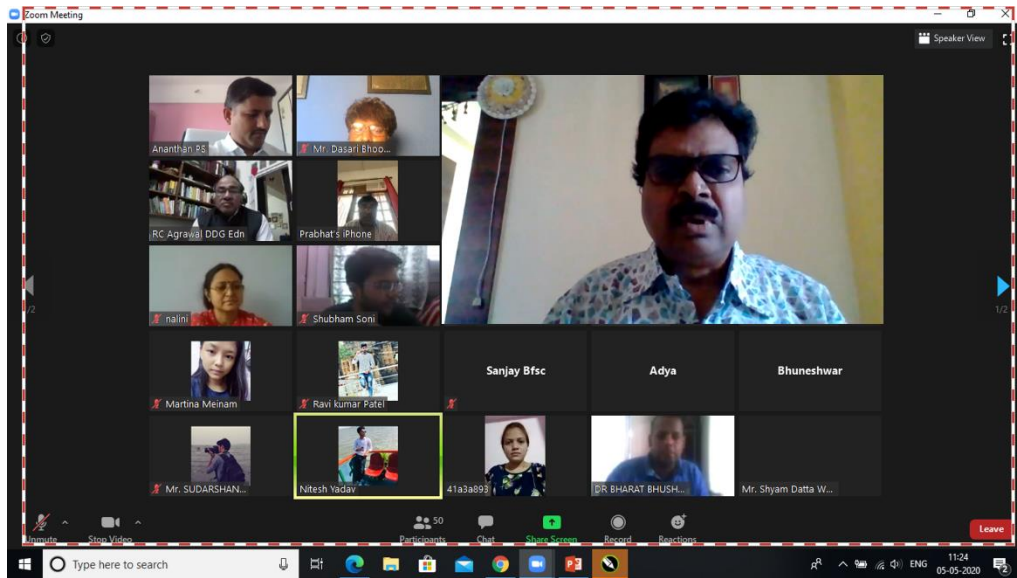 Zoom Meeting
Speaker View
Ananthan PS
Mr. Dasari Bhoo...
RC Agrawal DDG Edn
Prabhat's iPhone
nalini
Shubham Soni
1/2
1/2
Martina Meinam
Ravi kumar Patel
Sanjay Bfsc
Adya
Bhuneshwar
Mr. SUDARSHAN...
Nitesh Yadav
41a3a893
DR BHARAT BHUSH...
Mr. Shyam Datta W...
Unmute
Stop Video
50
Participants
Chat
Share Screen
Record
Reactions
Leave
Type here to search
ENG
11:24
05-05-2020
2